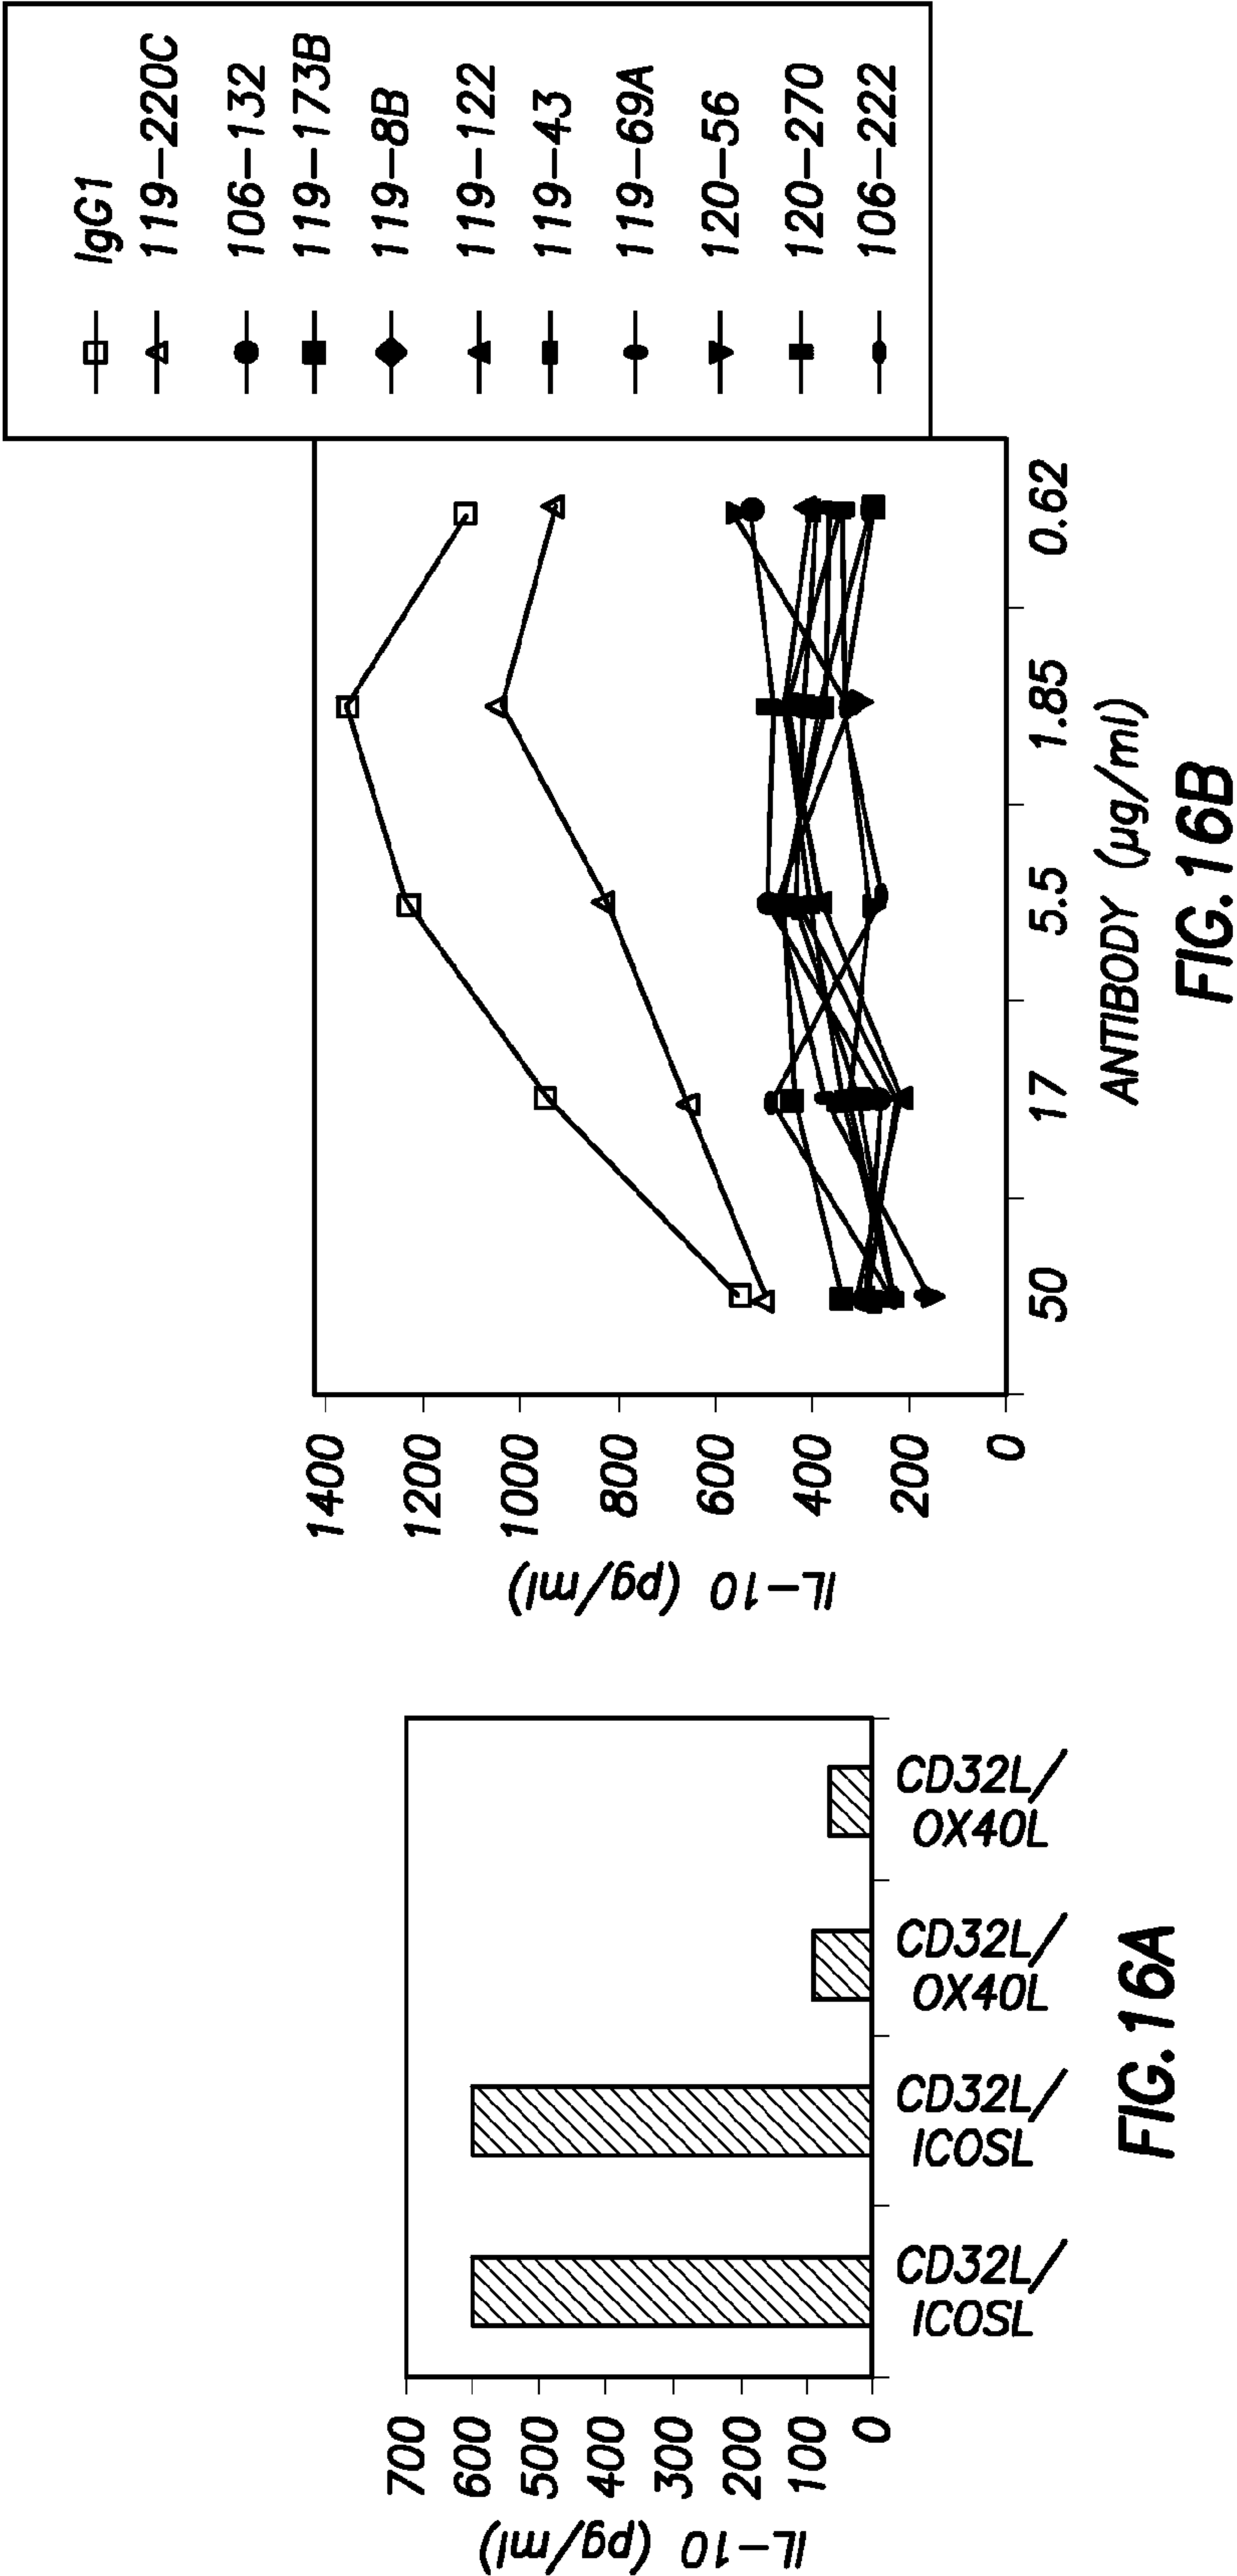 700
600
500
400
300
200
100
0
IL-10 (pg/ml)
CD32L/
ICOSL
CD32L/
ICOSL
CD32L/
OX40L
CD32L/
OX40L
FIG. 16A
1400
1200
1000
800
600
400
200
0
IL-10 (pg/ml)
50
17
5.5
1.85
0.62
ANTIBODY (µg/ml)
FIG. 16B
IgG1
119-220C
106-132
119-173B
119-8B
119-122
119-43
119-69A
120-56
120-270
106-222